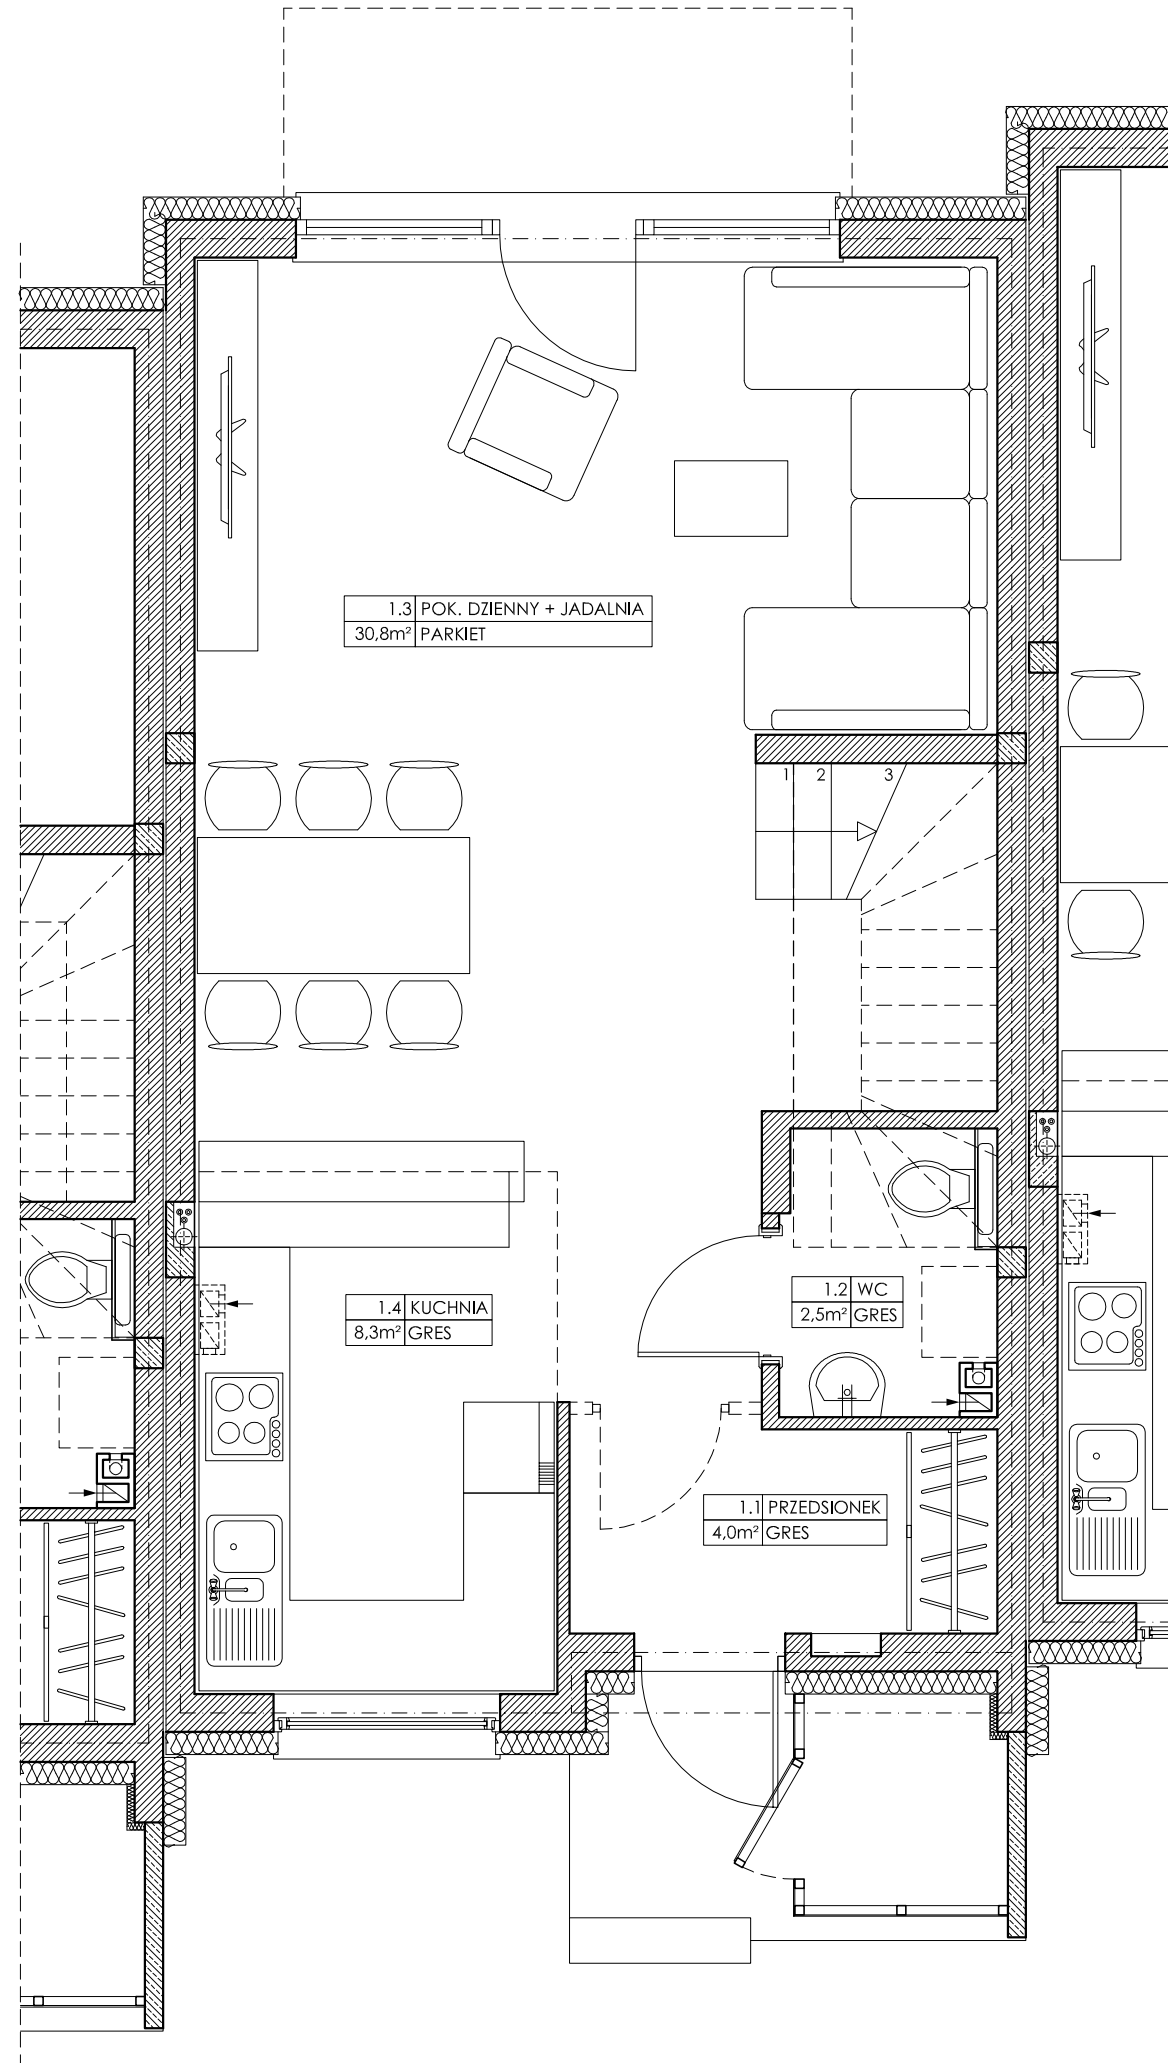 1.3 POK. DZIENNY + JADALNIA
30,8m² PARKIET
1 2 3
1.2 WC
2,5m² GRES
1.4 KUCHNIA
8,3m² GRES
1.1 PRZEDSIONEK
4,0m² GRES